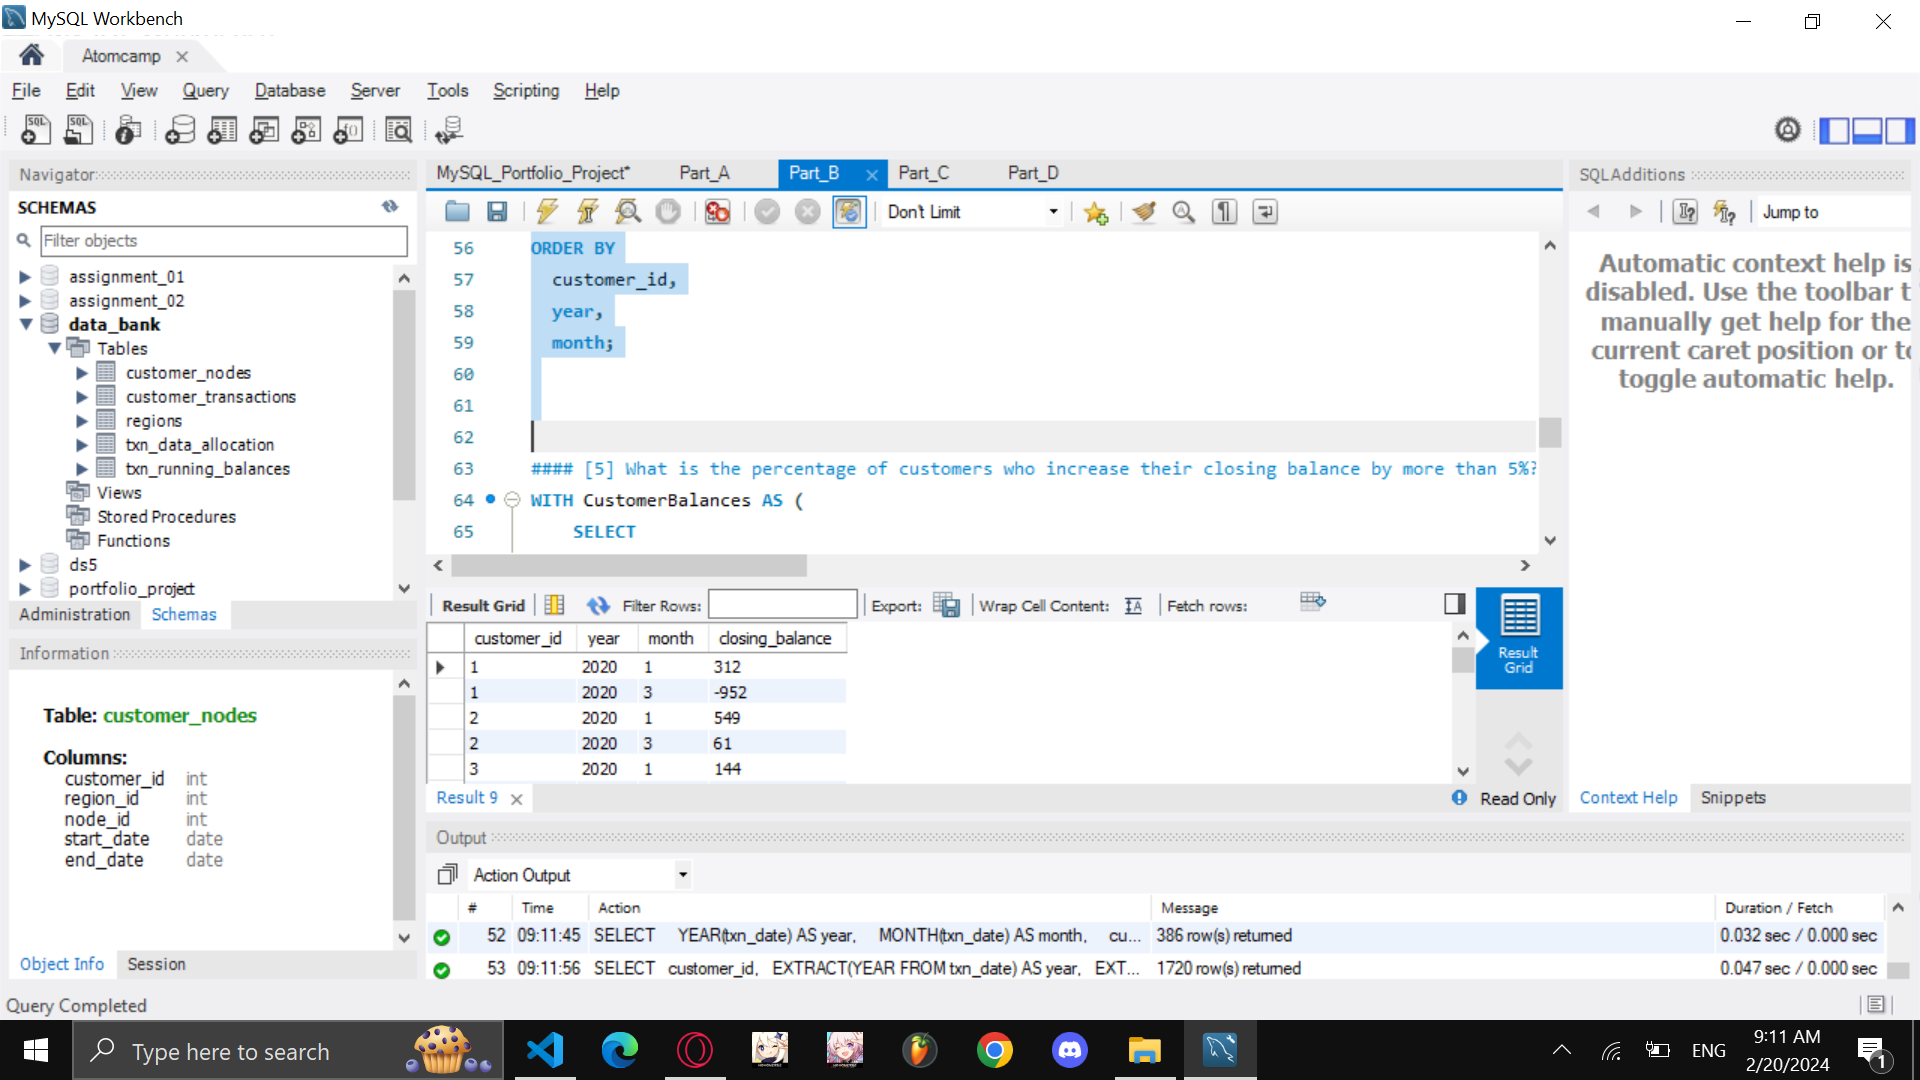 MySQL Workbench
Atomcamp
File Edit View Query Database Server Tools Scripting Help
Navigator
SCHEMAS
Filter objects
assignment_01
assignment_02
data_bank
Tables
customer_nodes
customer_transactions
regions
txn_data_allocation
txn_running_balances
Views
Stored Procedures
Functions
ds5
portfolio_project
Administration Schemas
Information
Table: customer_nodes
Columns:
customer_id int
region_id int
node_id int
start_date date
end_date date
Object Info Session
MySQL_Portfolio_Project* Part_A Part_B Part_C Part_D
Don't Limit
56 ORDER BY
57 customer_id,
58 year,
59 month;
60
61
62
63 #### [5] What is the percentage of customers who increase their closing balance by more than 5%?
64 WITH CustomerBalances AS (
65 SELECT
Result Grid Filter Rows: Export: Wrap Cell Content: Fetch rows:
customer_id year month closing_balance
1 2020 1 312
1 2020 3 -952
2 2020 1 549
2 2020 3 61
3 2020 1 144
Result Grid
Result 9
Read Only
SQLAdditions
Jump to
Automatic context help is
disabled. Use the toolbar t
manually get help for the
current caret position or to
toggle automatic help.
Context Help Snippets
Output
Action Output
# Time Action Message Duration / Fetch
52 09:11:45 SELECT YEAR(txn_date) AS year, MONTH(txn_date) AS month, cu... 386 row(s) returned 0.032 sec / 0.000 sec
53 09:11:56 SELECT customer_id, EXTRACT(YEAR FROM txn_date) AS year, EXT... 1720 row(s) returned 0.047 sec / 0.000 sec
Query Completed
Type here to search
ENG
9:11 AM
2/20/2024
1